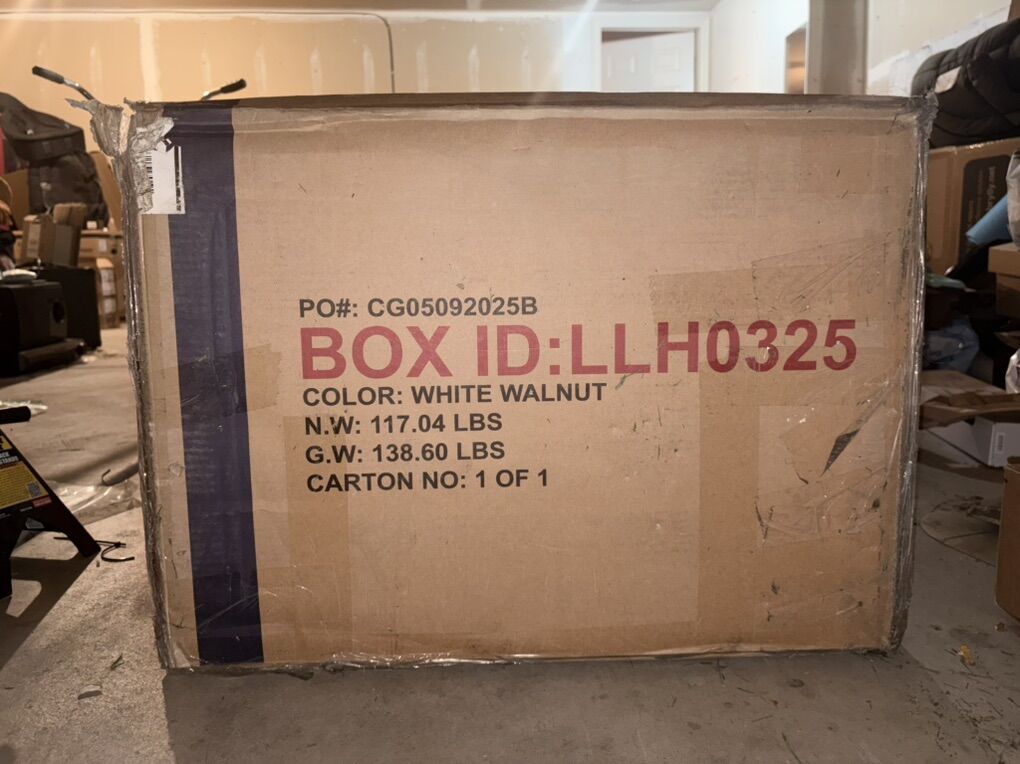 PO#: CG05092025B
BOX ID:LLH0325
COLOR: WHITE WALNUT
N.W: 117.04 LBS
G.W: 138.60 LBS
CARTON NO: 1 OF 1